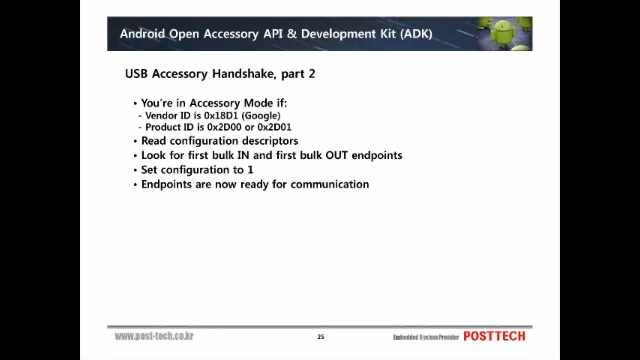 Android Open Accessory API & Development Kit (ADK)
USB Accessory Handshake, part 2
• You're in Accessory Mode if:
- Vendor ID is 0x18D1 (Google)
- Product ID is 0x2D00 or 0x2D01
• Read configuration descriptors
• Look for first bulk IN and first bulk OUT endpoints
• Set configuration to 1
• Endpoints are now ready for communication
www.post-tech.co.kr
25
Embedded System Provider POSTTECH